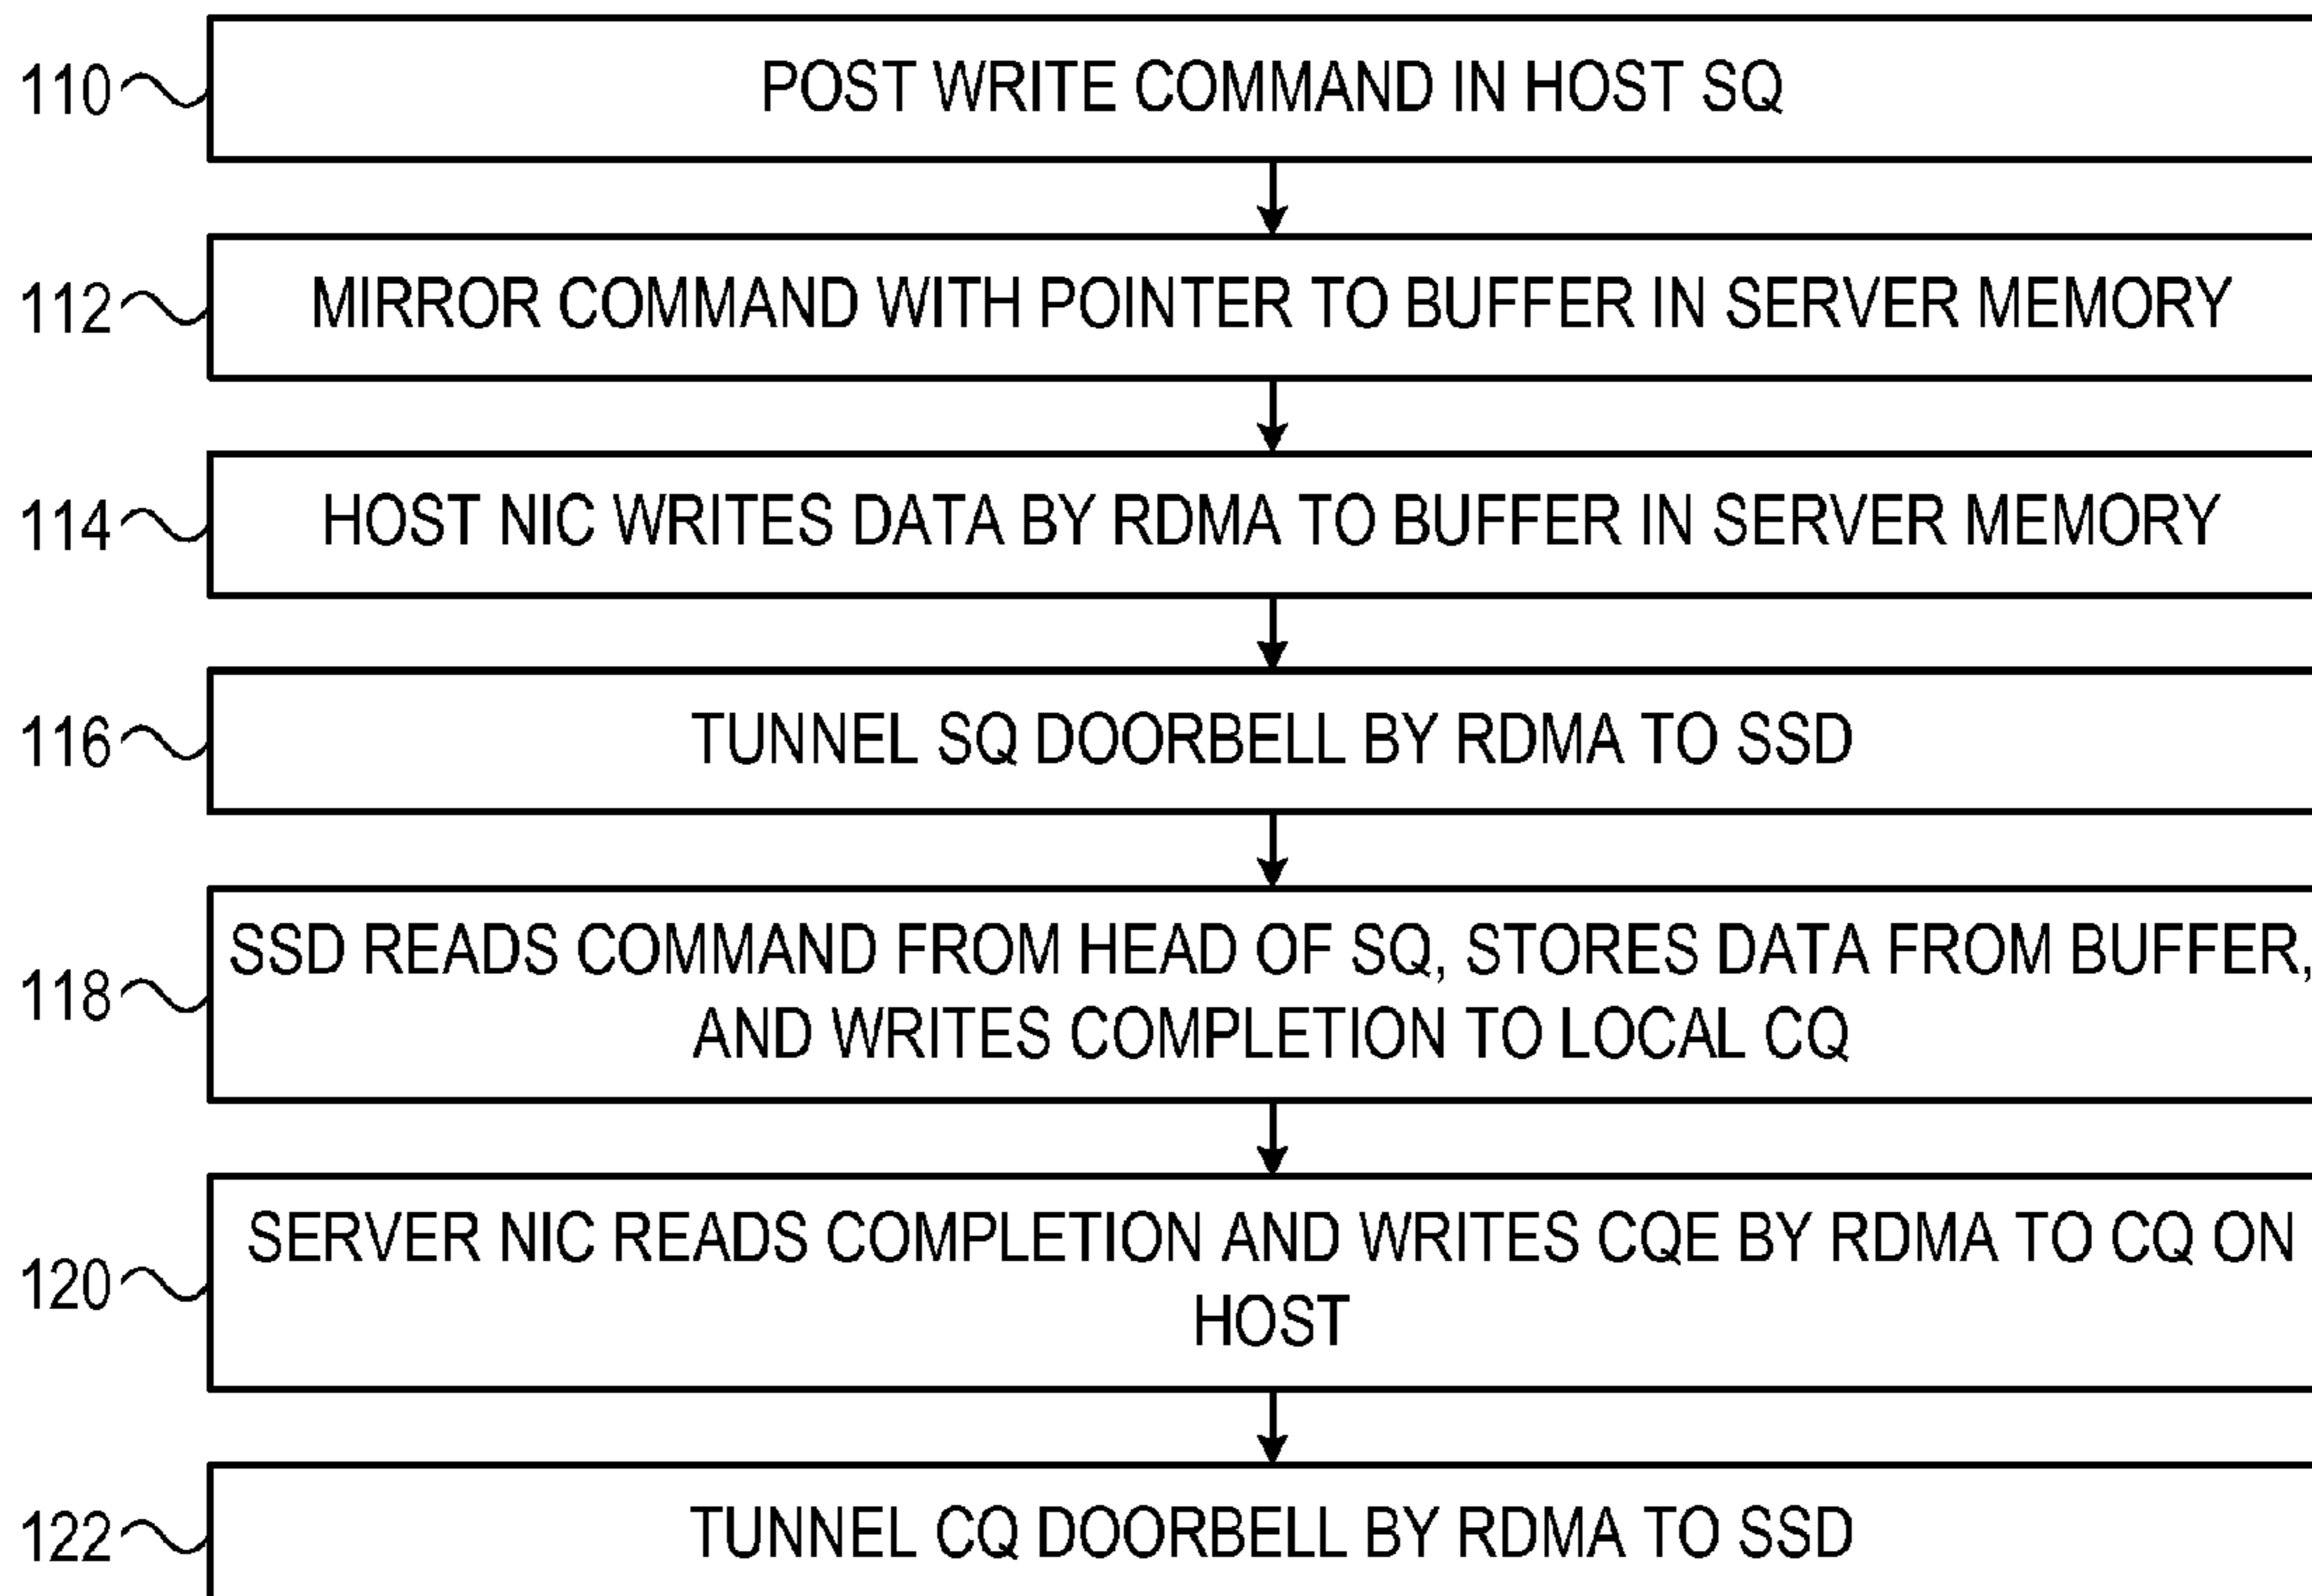 110 POST WRITE COMMAND IN HOST SQ
112 MIRROR COMMAND WITH POINTER TO BUFFER IN SERVER MEMORY
114 HOST NIC WRITES DATA BY RDMA TO BUFFER IN SERVER MEMORY
116 TUNNEL SQ DOORBELL BY RDMA TO SSD
118 SSD READS COMMAND FROM HEAD OF SQ, STORES DATA FROM BUFFER,
AND WRITES COMPLETION TO LOCAL CQ
120 SERVER NIC READS COMPLETION AND WRITES CQE BY RDMA TO CQ ON
HOST
122 TUNNEL CQ DOORBELL BY RDMA TO SSD